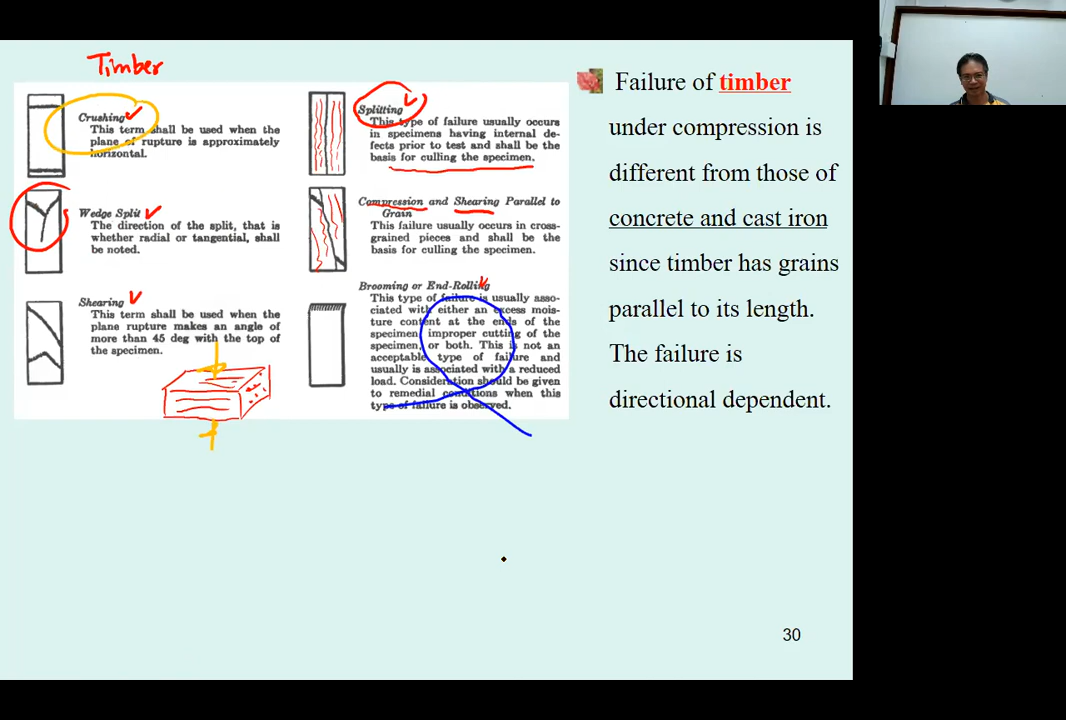 Timber
Crushing
This term shall be used when the
plane of rupture is approximately
horizontal.
Wedge Split
The direction of the split, that is
whether radial or tangential, shall
be noted.
Shearing
This term shall be used when the
plane rupture makes an angle of
more than 45 deg with the top of
the specimen.
Splitting
This type of failure usually occurs
in specimens having internal de-
fects prior to test and shall be the
basis for culling the specimen.
Compression and Shearing Parallel to
Grain
This failure usually occurs in cross-
grained pieces and shall be the
basis for culling the specimen.
Brooming or End-Rolling
This type of failure is usually asso-
ciated with either an excess mois-
ture content at the ends of the
specimen, improper cutting of the
specimen, or both. This is not an
acceptable type of failure and
usually is associated with a reduced
load. Consideration should be given
to remedial conditions when this
type of failure is observed.
Failure of timber
under compression is
different from those of
concrete and cast iron
since timber has grains
parallel to its length.
The failure is
directional dependent.
30